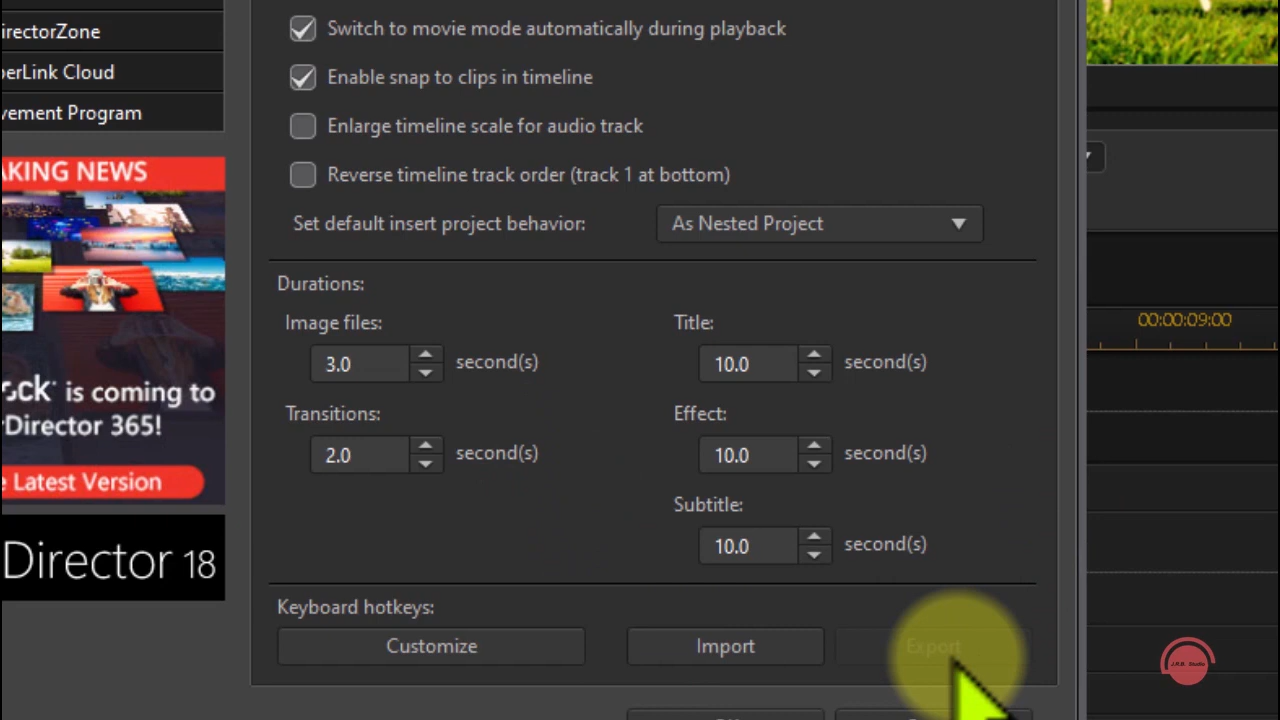 irectorZone
erLink Cloud
vement Program
AKING NEWS
ock is coming to
Director 365!
e Latest Version
Director 18
Switch to movie mode automatically during playback
Enable snap to clips in timeline
Enlarge timeline scale for audio track
Reverse timeline track order (track 1 at bottom)
Set default insert project behavior: As Nested Project
Durations:
Image files: Title:
3.0 second(s) 10.0 second(s)
Transitions: Effect:
2.0 second(s) 10.0 second(s)
Subtitle:
10.0 second(s)
Keyboard hotkeys:
Customize Import Export
00:00:09:00
J.R.B. Studio